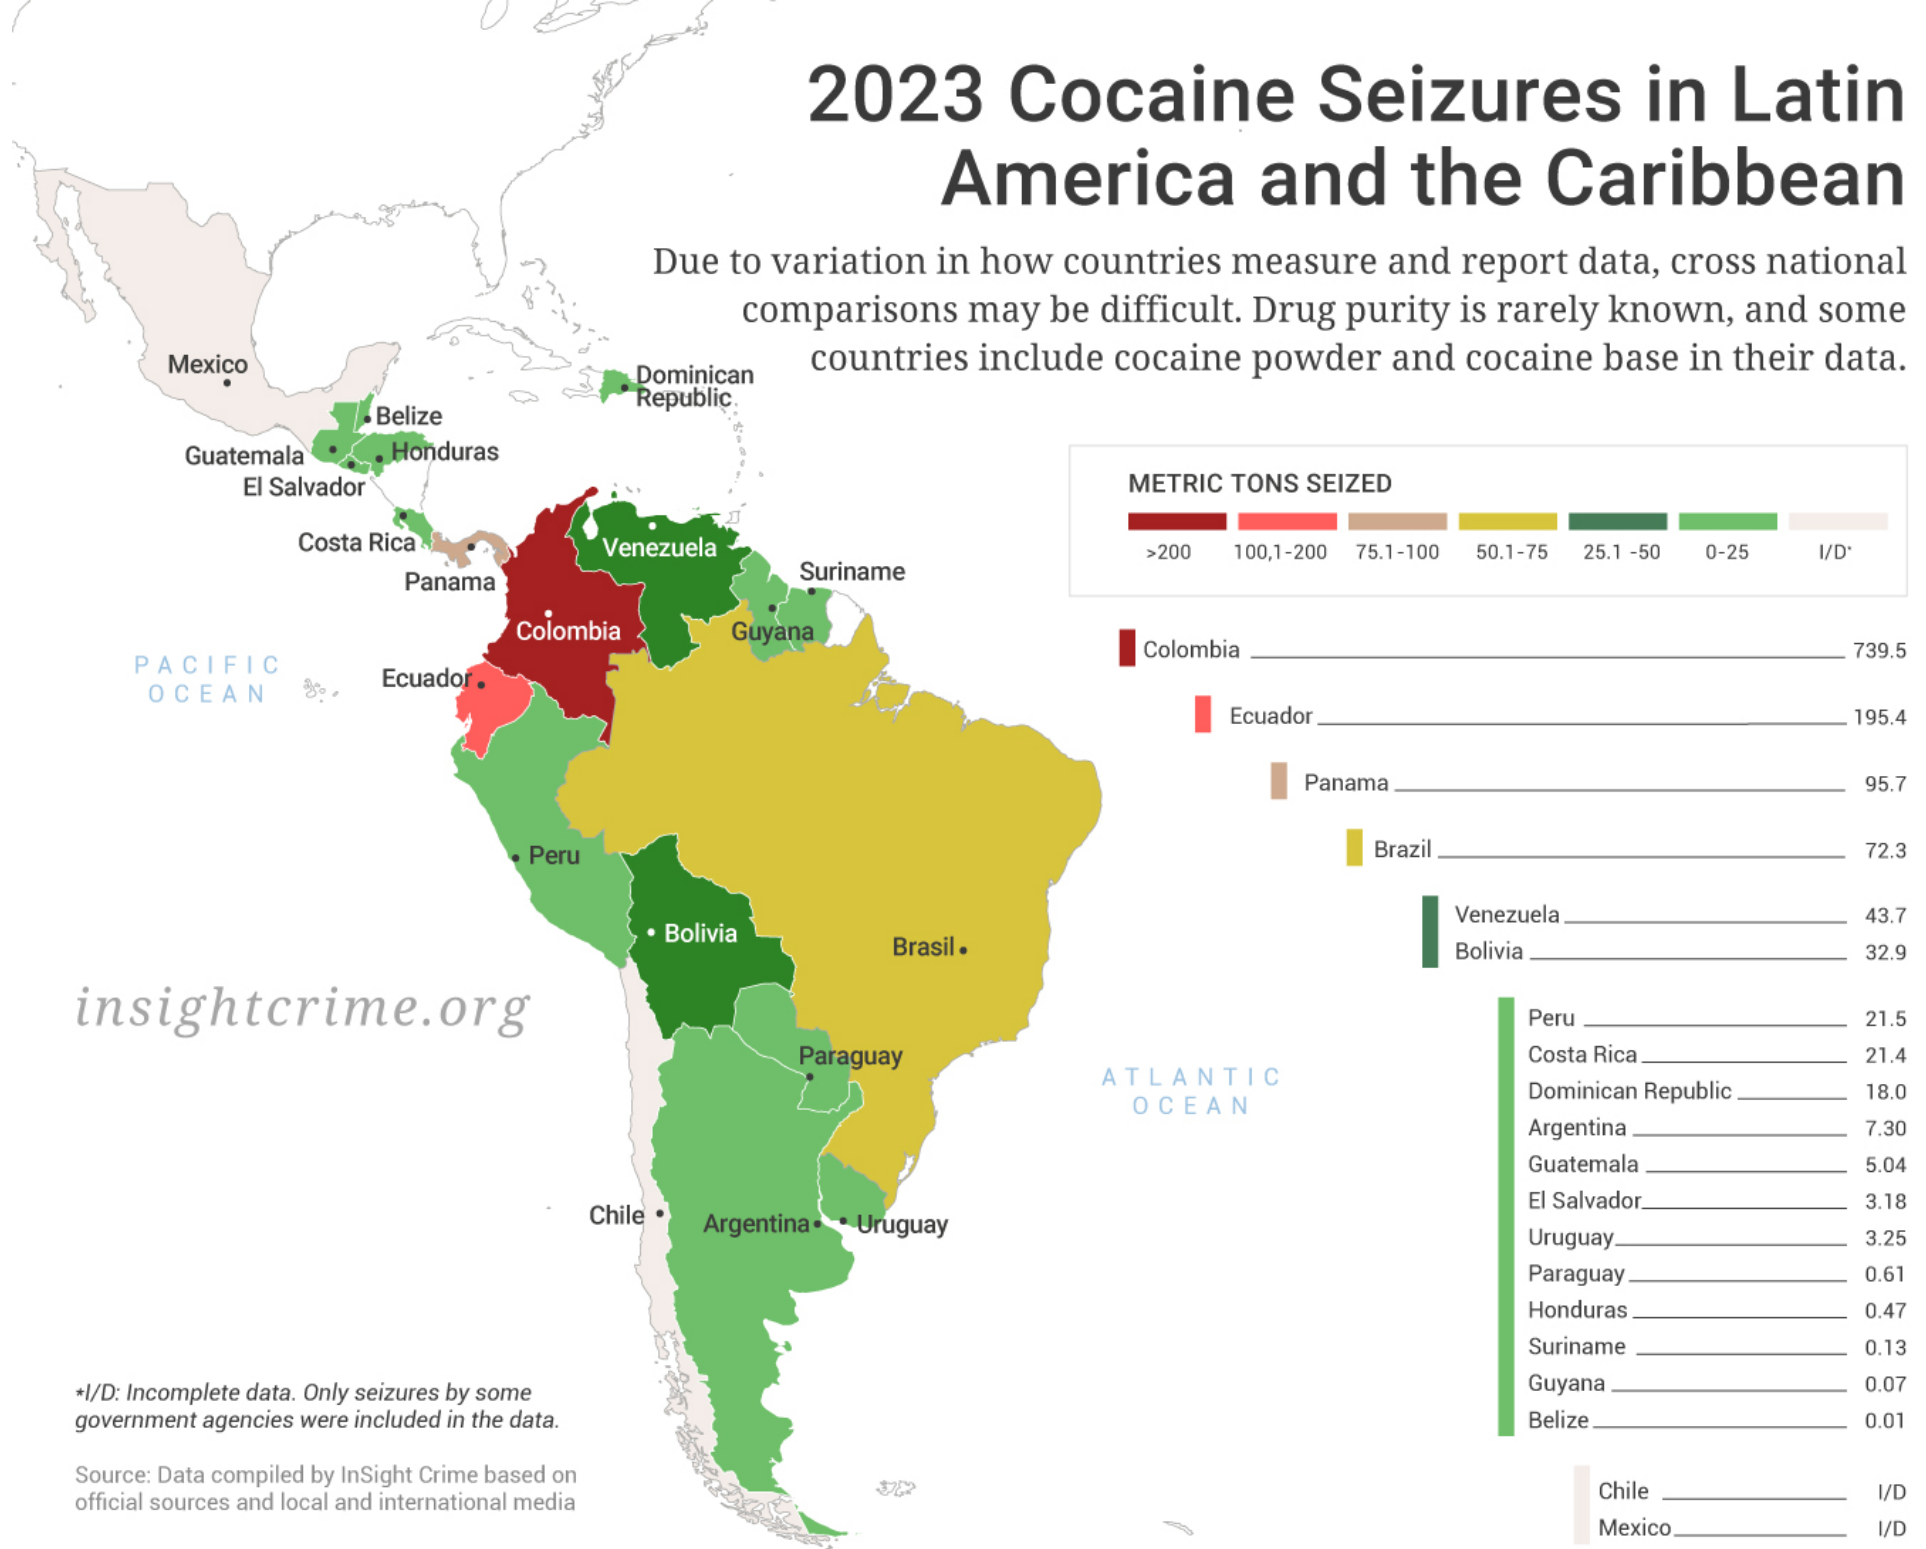 2023 Cocaine Seizures in Latin
America and the Caribbean
Due to variation in how countries measure and report data, cross national
comparisons may be difficult. Drug purity is rarely known, and some
countries include cocaine powder and cocaine base in their data.
Mexico
Dominican
Republic
Belize
Guatemala
Honduras
El Salvador
Costa Rica
Panama
Venezuela
Suriname
Colombia
Guyana
Ecuador
PACIFIC
OCEAN
Peru
Bolivia
Brasil
insightcrime.org
Paraguay
ATLANTIC
OCEAN
Chile
Argentina
Uruguay
METRIC TONS SEIZED
>200 100,1-200 75.1-100 50.1-75 25.1 -50 0-25 I/D*
Colombia 739.5
Ecuador 195.4
Panama 95.7
Brazil 72.3
Venezuela 43.7
Bolivia 32.9
Peru 21.5
Costa Rica 21.4
Dominican Republic 18.0
Argentina 7.30
Guatemala 5.04
El Salvador 3.18
Uruguay 3.25
Paraguay 0.61
Honduras 0.47
Suriname 0.13
Guyana 0.07
Belize 0.01
Chile I/D
Mexico I/D
*I/D: Incomplete data. Only seizures by some
government agencies were included in the data.
Source: Data compiled by InSight Crime based on
official sources and local and international media